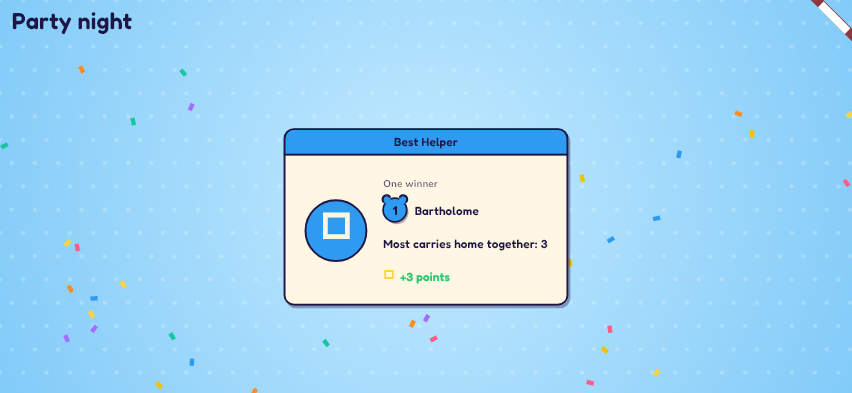 Party night
Best Helper
One winner
1 Bartholome
Most carries home together: 3
+3 points